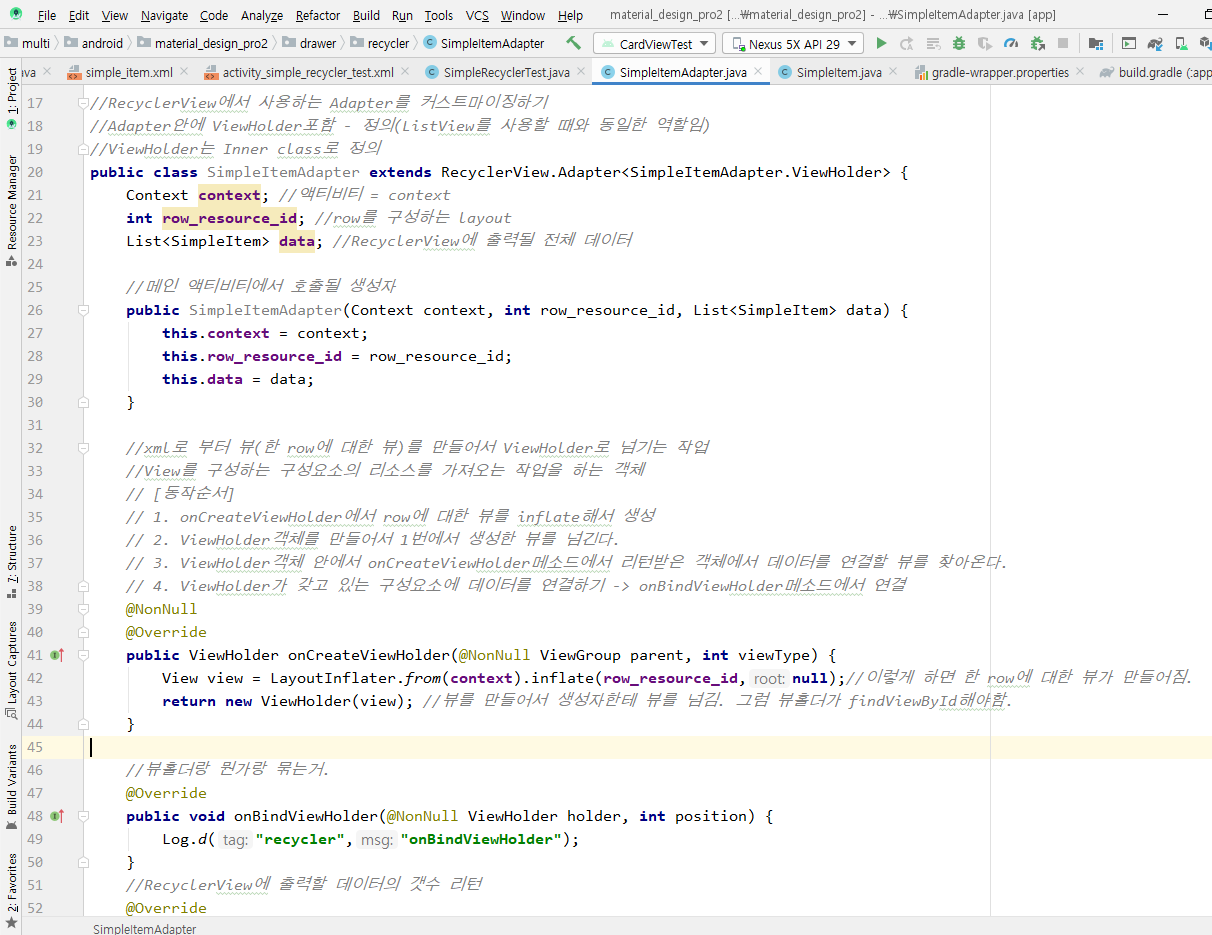 File Edit View Navigate Code Analyze Refactor Build Run Tools VCS Window Help material_design_pro2 [...₩material_design_pro2] - ...₩SimpleItemAdapter.java [app]
multi android material_design_pro2 drawer recycler SimpleItemAdapter CardViewTest Nexus 5X API 29
ava simple_item.xml activity_simple_recycler_test.xml SimpleRecyclerTest.java SimpleItemAdapter.java SimpleItem.java gradle-wrapper.properties build.gradle (:app
1: Project
Resource Manager
7: Structure
Layout Captures
Build Variants
2: Favorites
17 //RecyclerView에서 사용하는 Adapter를 커스트마이징하기
18 //Adapter안에 ViewHolder포함 - 정의(ListView를 사용할 때와 동일한 역할임)
19 //ViewHolder는 Inner class로 정의
20 public class SimpleItemAdapter extends RecyclerView.Adapter<SimpleItemAdapter.ViewHolder> {
21 Context context; //액티비티 = context
22 int row_resource_id; //row를 구성하는 layout
23 List<SimpleItem> data; //RecyclerView에 출력될 전체 데이터
24
25 //메인 액티비티에서 호출될 생성자
26 public SimpleItemAdapter(Context context, int row_resource_id, List<SimpleItem> data) {
27 this.context = context;
28 this.row_resource_id = row_resource_id;
29 this.data = data;
30 }
31
32 //xml로 부터 뷰(한 row에 대한 뷰)를 만들어서 ViewHolder로 넘기는 작업
33 //View를 구성하는 구성요소의 리소스를 가져오는 작업을 하는 객체
34 // [동작순서]
35 // 1. onCreateViewHolder에서 row에 대한 뷰를 inflate해서 생성
36 // 2. ViewHolder객체를 만들어서 1번에서 생성한 뷰를 넘긴다.
37 // 3. ViewHolder객체 안에서 onCreateViewHolder메소드에서 리턴받은 객체에서 데이터를 연결할 뷰를 찾아온다.
38 // 4. ViewHolder가 갖고 있는 구성요소에 데이터를 연결하기 -> onBindViewHolder메소드에서 연결
39 @NonNull
40 @Override
41 public ViewHolder onCreateViewHolder(@NonNull ViewGroup parent, int viewType) {
42 View view = LayoutInflater.from(context).inflate(row_resource_id, root: null);//이렇게 하면 한 row에 대한 뷰가 만들어짐.
43 return new ViewHolder(view); //뷰를 만들어서 생성자한테 뷰를 넘김. 그럼 뷰홀더가 findViewById해야함.
44 }
45
46 //뷰홀더랑 뭔가랑 묶는거.
47 @Override
48 public void onBindViewHolder(@NonNull ViewHolder holder, int position) {
49 Log.d( tag: "recycler", msg: "onBindViewHolder");
50 }
51 //RecyclerView에 출력할 데이터의 갯수 리턴
52 @Override
SimpleItemAdapter